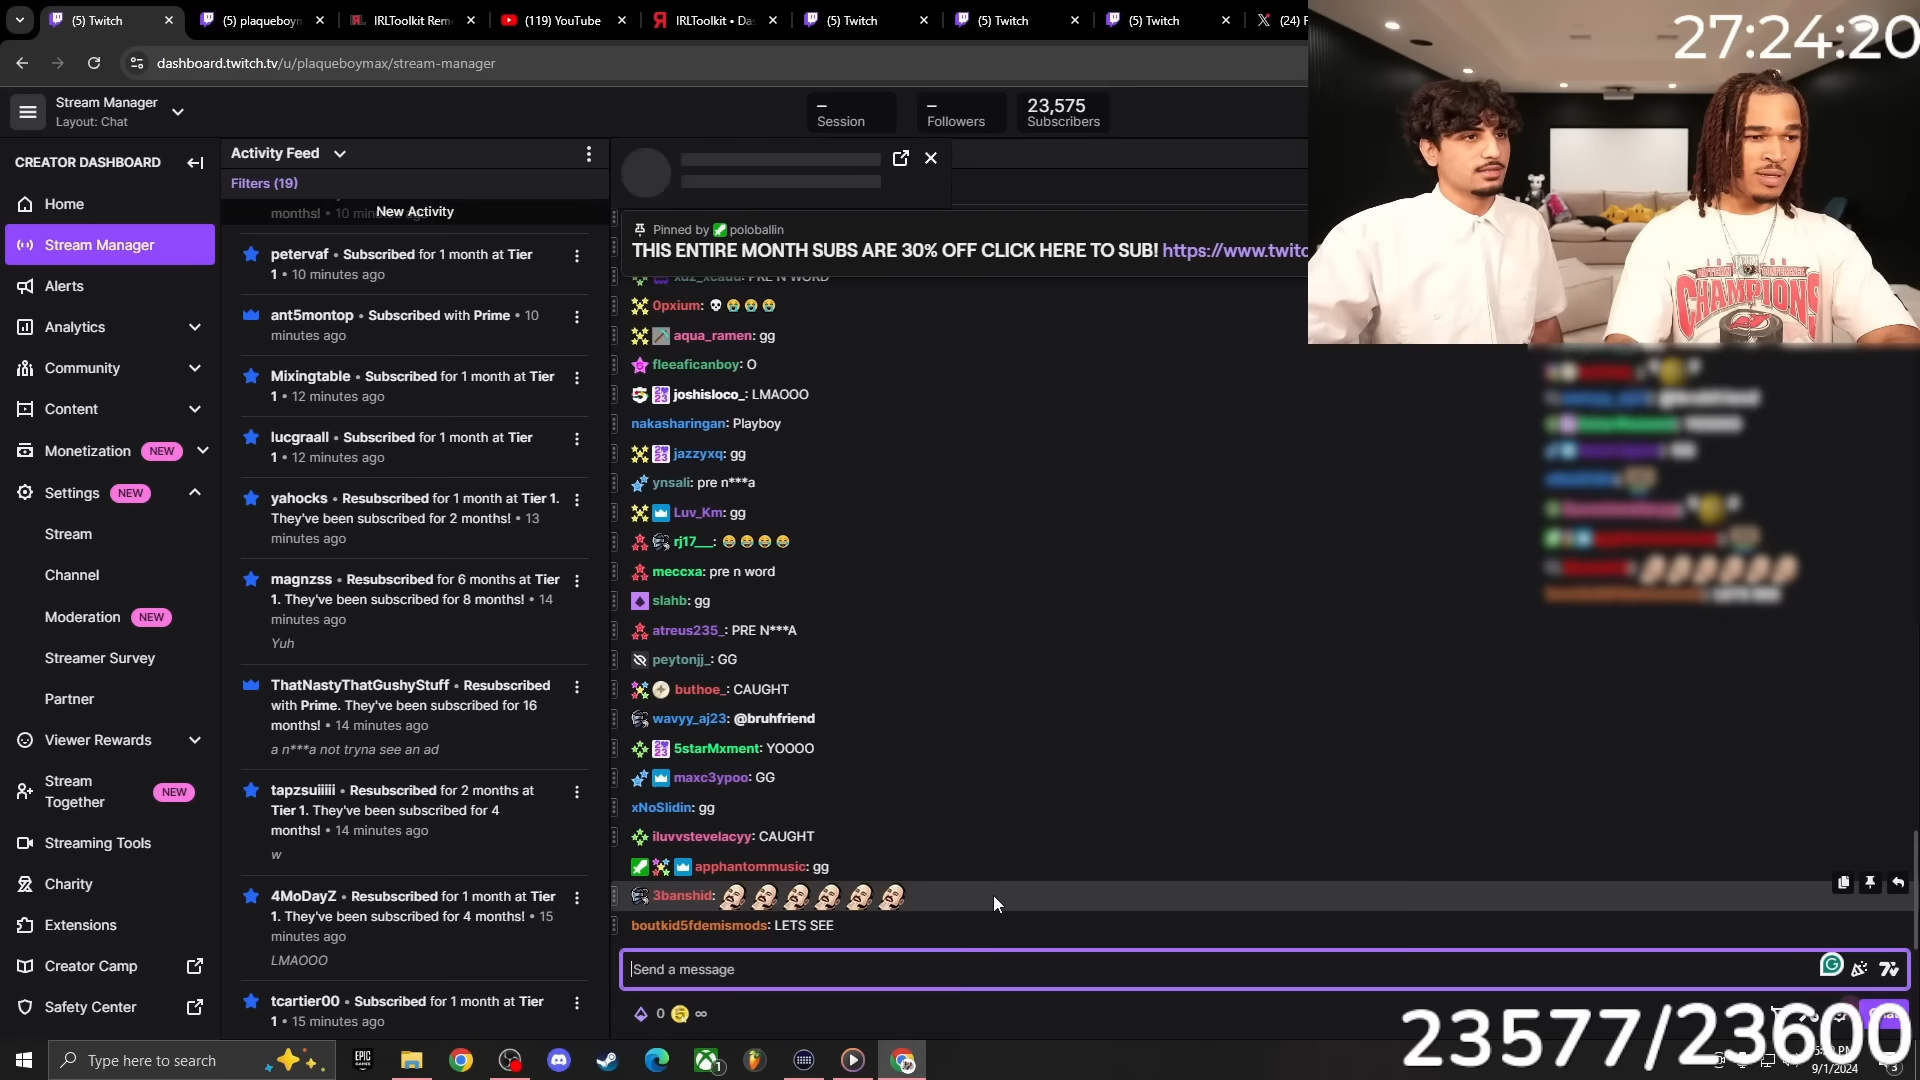 (5) Twitch
(5) plaqueboym
IRLToolkit Rem
(119) YouTube
IRLToolkit • Da
(5) Twitch
(5) Twitch
(5) Twitch
(24)
27:24:20
dashboard.twitch.tv/u/plaqueboymax/stream-manager
Stream Manager
Layout: Chat
–
Session
–
Followers
23,575
Subscribers
CREATOR DASHBOARD
Home
Stream Manager
Alerts
Analytics
Community
Content
Monetization NEW
Settings NEW
Stream
Channel
Moderation NEW
Streamer Survey
Partner
Viewer Rewards
Stream
Together NEW
Streaming Tools
Charity
Extensions
Creator Camp
Safety Center
Activity Feed
Filters (19)
New Activity
months! • 10
petervaf • Subscribed for 1 month at Tier
1 • 10 minutes ago
ant5montop • Subscribed with Prime • 10
minutes ago
Mixingtable • Subscribed for 1 month at Tier
1 • 12 minutes ago
lucgraall • Subscribed for 1 month at Tier
1 • 12 minutes ago
yahocks • Resubscribed for 1 month at Tier 1.
They've been subscribed for 2 months! • 13
minutes ago
magnzss • Resubscribed for 6 months at Tier
1. They've been subscribed for 8 months! • 14
minutes ago
Yuh
ThatNastyThatGushyStuff • Resubscribed
with Prime. They've been subscribed for 16
months! • 14 minutes ago
a n***a not tryna see an ad
tapzsuiiiii • Resubscribed for 2 months at
Tier 1. They've been subscribed for 4
months! • 14 minutes ago
w
4MoDayZ • Resubscribed for 1 month at Tier
1. They've been subscribed for 4 months! • 15
minutes ago
LMAOOO
tcartier00 • Subscribed for 1 month at Tier
1 • 15 minutes ago
Pinned by poloballin
THIS ENTIRE MONTH SUBS ARE 30% OFF CLICK HERE TO SUB! https://www.twitc
PRE N WORD
0pxium:
aqua_ramen: gg
fleeaficanboy: O
joshisloco_: LMAOOO
nakasharingan: Playboy
jazzyxq: gg
ynsali: pre n***a
Luv_Km: gg
rj17___:
meccxa: pre n word
slahb: gg
atreus235_: PRE N***A
peytonjj_: GG
buthoe_: CAUGHT
wavyy_aj23: @bruhfriend
5starMxment: YOOOO
maxc3ypoo: GG
xNoSlidin: gg
iluvvstevelacyy: CAUGHT
apphantommusic: gg
3banshid:
boutkid5fdemismods: LETS SEE
Send a message
0
∞
CHAMPIONS
23577/23600
Type here to search
9/1/2024